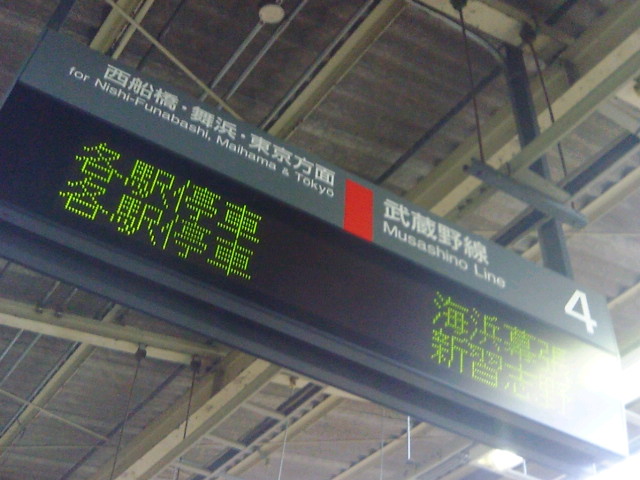 西船橋・舞浜・東京方面
for Nishi-Funabashi, Maihama & Tōkyō
武蔵野線
Musashino Line
4
各駅停車 海浜幕張
各駅停車 新習志野